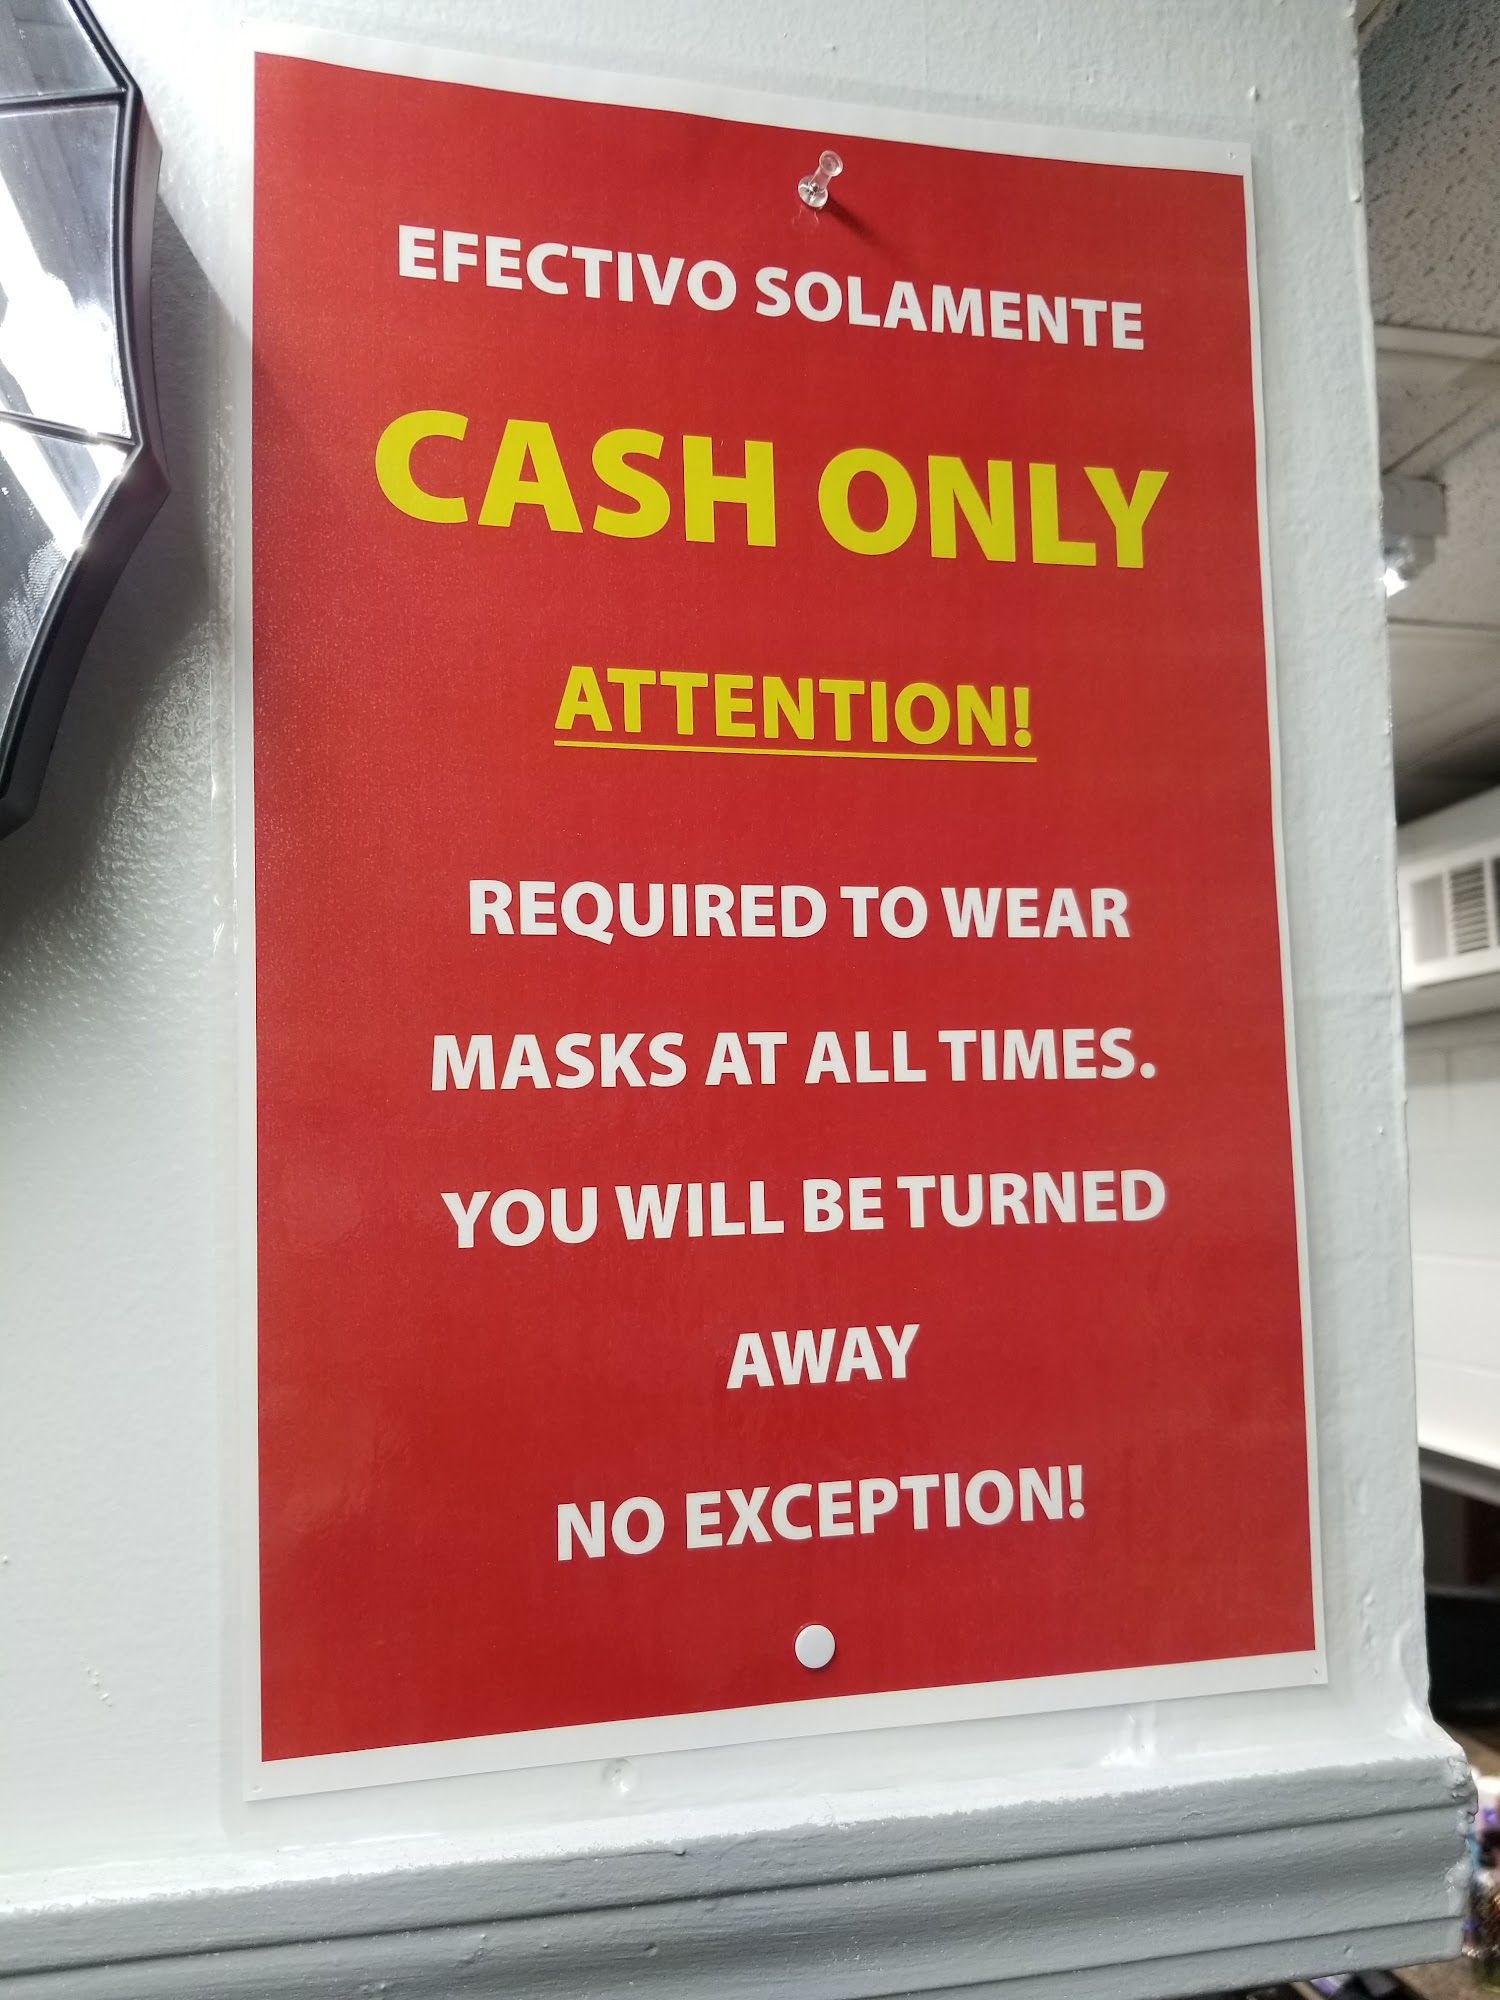 EFECTIVO SOLAMENTE
CASH ONLY
ATTENTION!
REQUIRED TO WEAR
MASKS AT ALL TIMES.
YOU WILL BE TURNED
AWAY
NO EXCEPTION!